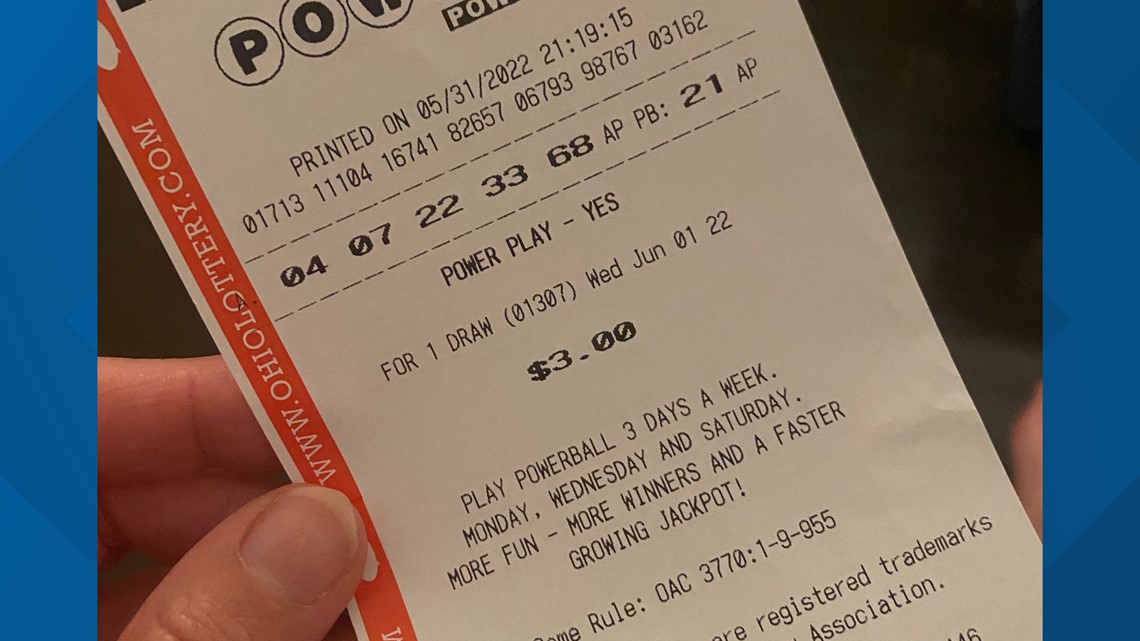 POW
POW
PRINTED ON 05/31/2022 21:19:15
01713 11104 16741 82657 06793 98767 03162
A. 04 07 22 33 68 AP PB: 21 AP
POWER PLAY - YES
FOR 1 DRAW (01307) Wed Jun 01 22
$3.00
PLAY POWERBALL 3 DAYS A WEEK.
MONDAY, WEDNESDAY AND SATURDAY.
MORE FUN - MORE WINNERS AND A FASTER
GROWING JACKPOT!
Rule: OAC 3770:1-9-955
registered trademarks
Association.
WWW.OHIOLOTTERY.COM